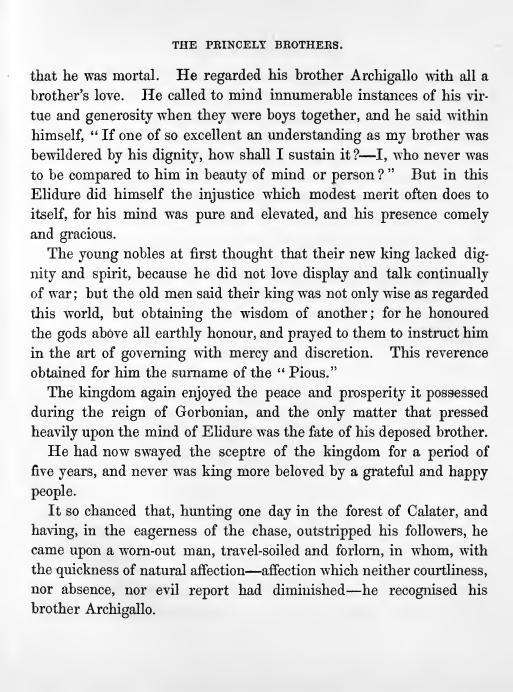 THE PRINCELY BROTHERS.
that he was mortal. He regarded his brother Archigallo with all a
brother's love. He called to mind innumerable instances of his vir-
tue and generosity when they were boys together, and he said within
himself, "If one of so excellent an understanding as my brother was
bewildered by his dignity, how shall I sustain it?—I, who never was
to be compared to him in beauty of mind or person?" But in this
Elidure did himself the injustice which modest merit often does to
itself, for his mind was pure and elevated, and his presence comely
and gracious.
The young nobles at first thought that their new king lacked dig-
nity and spirit, because he did not love display and talk continually
of war; but the old men said their king was not only wise as regarded
this world, but obtaining the wisdom of another; for he honoured
the gods above all earthly honour, and prayed to them to instruct him
in the art of governing with mercy and discretion. This reverence
obtained for him the surname of the "Pious."
The kingdom again enjoyed the peace and prosperity it possessed
during the reign of Gorbonian, and the only matter that pressed
heavily upon the mind of Elidure was the fate of his deposed brother.
He had now swayed the sceptre of the kingdom for a period of
five years, and never was king more beloved by a grateful and happy
people.
It so chanced that, hunting one day in the forest of Calater, and
having, in the eagerness of the chase, outstripped his followers, he
came upon a worn-out man, travel-soiled and forlorn, in whom, with
the quickness of natural affection—affection which neither courtliness,
nor absence, nor evil report had diminished—he recognised his
brother Archigallo.